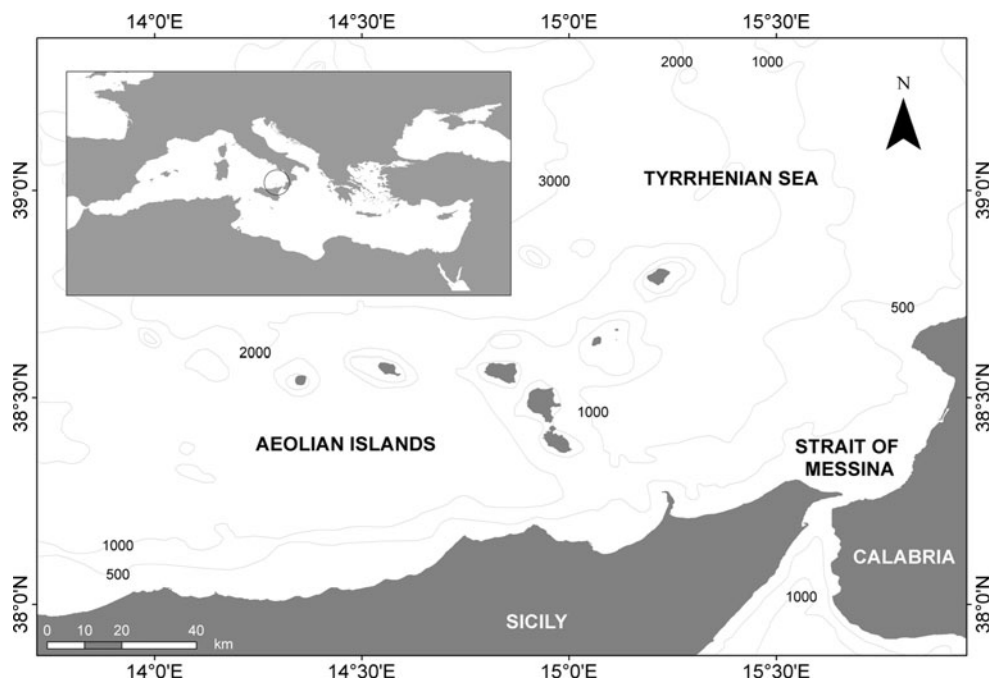 14°0'E 14°30'E 15°0'E 15°30'E
2000 1000
N
3000
TYRRHENIAN SEA
39°0'N 39°0'N
500
2000
38°30'N 38°30'N
1000
AEOLIAN ISLANDS
STRAIT OF
MESSINA
1000
500
CALABRIA
1000
38°0'N 38°0'N
SICILY
0 10 20 40
km
14°0'E 14°30'E 15°0'E 15°30'E